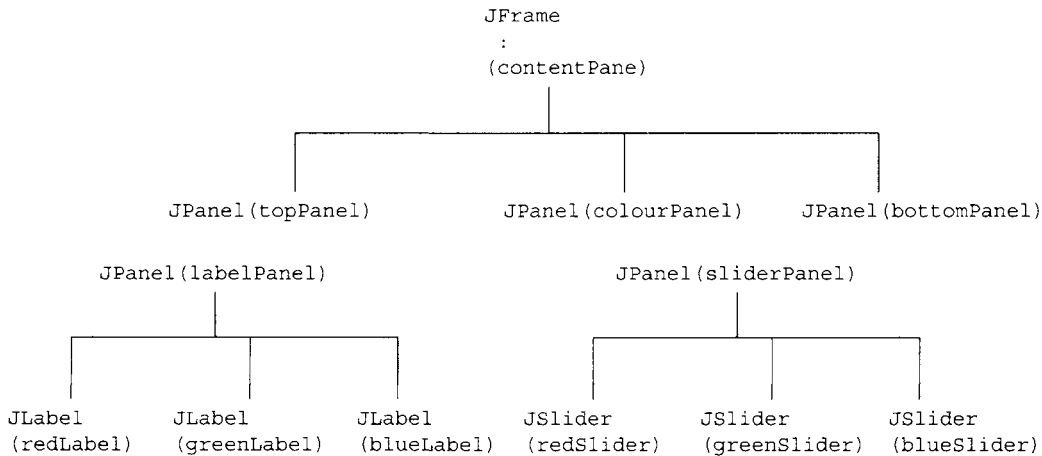 JFrame
:
(contentPane)
JPanel(topPanel) JPanel(colourPanel) JPanel(bottomPanel)
JPanel(labelPanel) JPanel(sliderPanel)
JLabel JLabel JLabel JSlider JSlider JSlider
(redLabel) (greenLabel) (blueLabel) (redSlider) (greenSlider) (blueSlider)